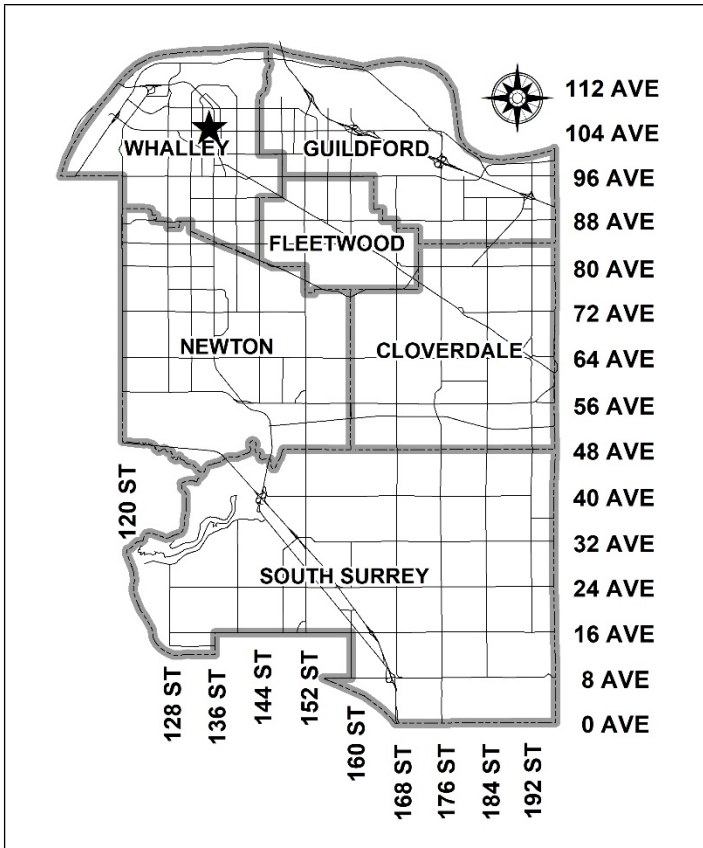 112 AVE
104 AVE
WHALLEY
GUILDFORD
96 AVE
88 AVE
FLEETWOOD
80 AVE
72 AVE
NEWTON
CLOVERDALE
64 AVE
56 AVE
48 AVE
120 ST
40 AVE
32 AVE
SOUTH SURREY
24 AVE
16 AVE
8 AVE
0 AVE
128 ST
136 ST
144 ST
152 ST
160 ST
168 ST
176 ST
184 ST
192 ST